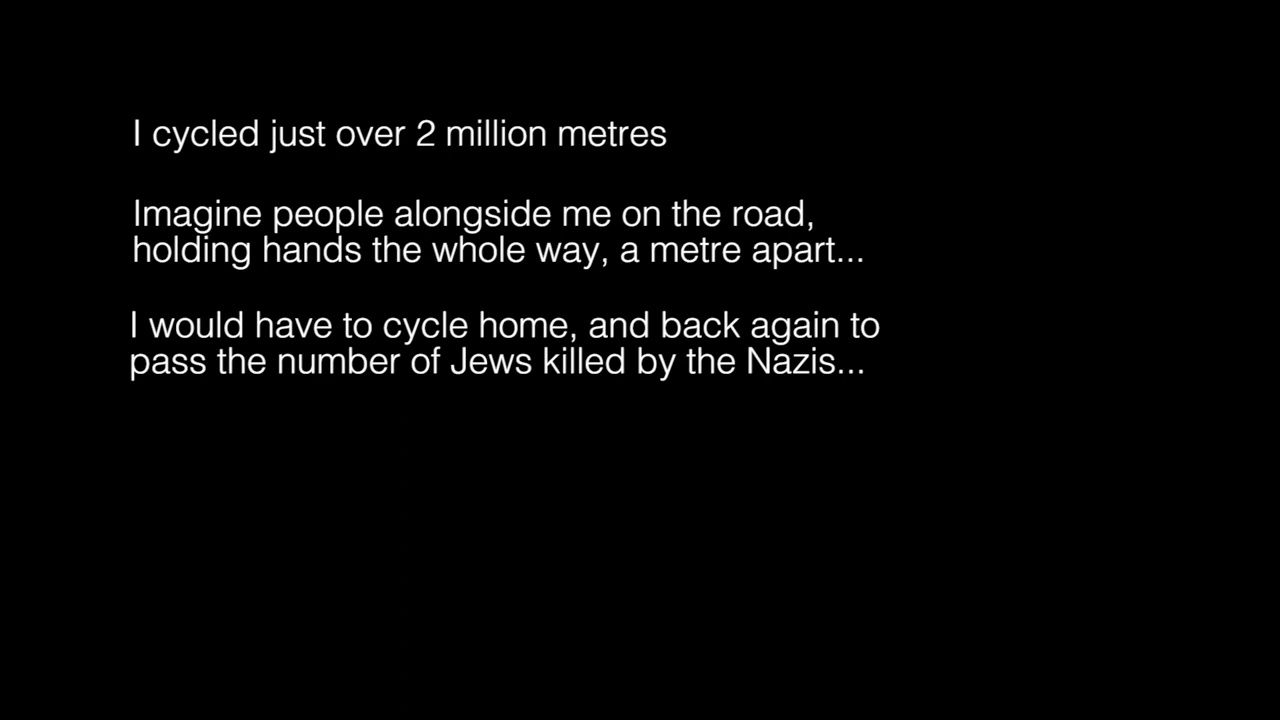 I cycled just over 2 million metres
Imagine people alongside me on the road,
holding hands the whole way, a metre apart...
I would have to cycle home, and back again to
pass the number of Jews killed by the Nazis...